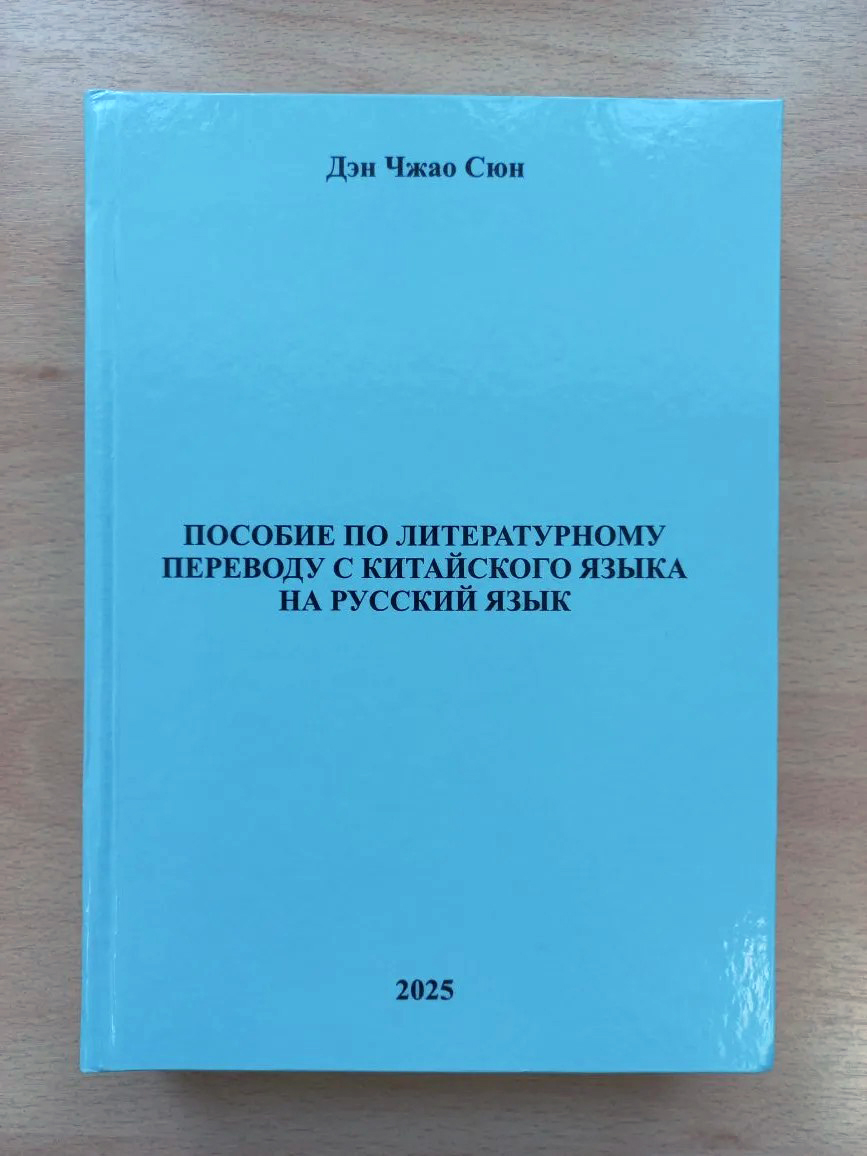 Дэн Чжао Сюн
ПОСОБИЕ ПО ЛИТЕРАТУРНОМУ
ПЕРЕВОДУ С КИТАЙСКОГО ЯЗЫКА
НА РУССКИЙ ЯЗЫК
2025